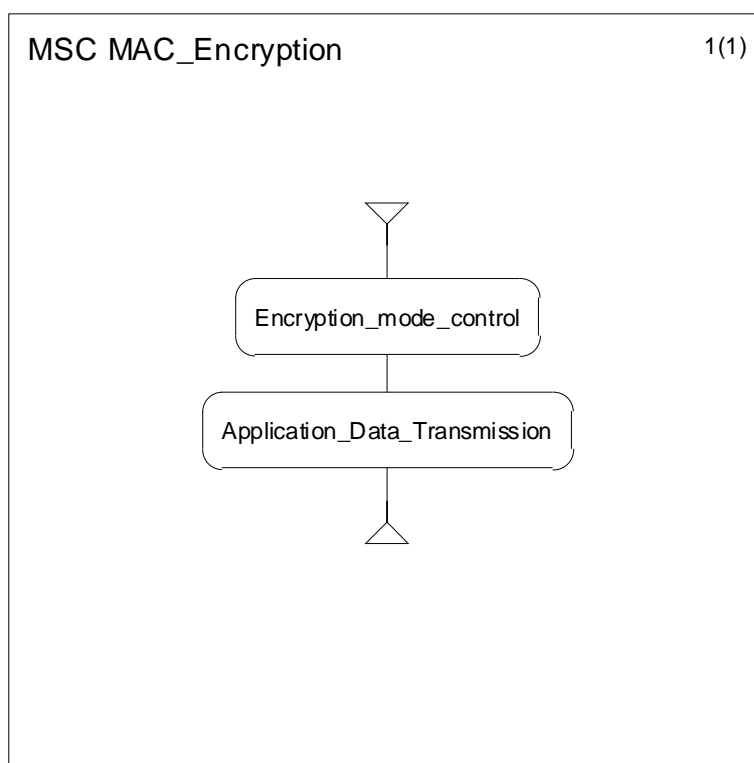 MSC MAC_Encryption
1(1)
Encryption_mode_control
Application_Data_Transmission